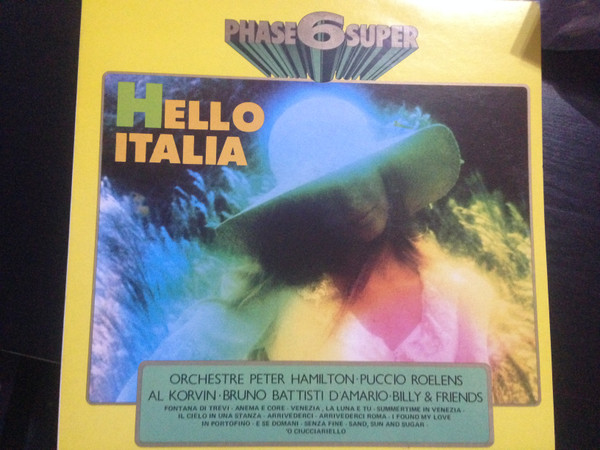 PHASE 6 SUPER
HELLO
ITALIA
ORCHESTRE PETER HAMILTON · PUCCIO ROELENS
AL KORVIN · BRUNO BATTISTI D'AMARIO · BILLY & FRIENDS
FONTANA DI TREVI - ANEMA E CORE - VENEZIA, LA LUNA E TU - SUMMERTIME IN VENEZIA -
IL CIELO IN UNA STANZA - ARRIVEDERCI - ARRIVEDERCI ROMA - I FOUND MY LOVE
IN PORTOFINO - E SE DOMANI - SENZA FINE - SAND, SUN AND SUGAR -
'O CIUCCIARIELLO